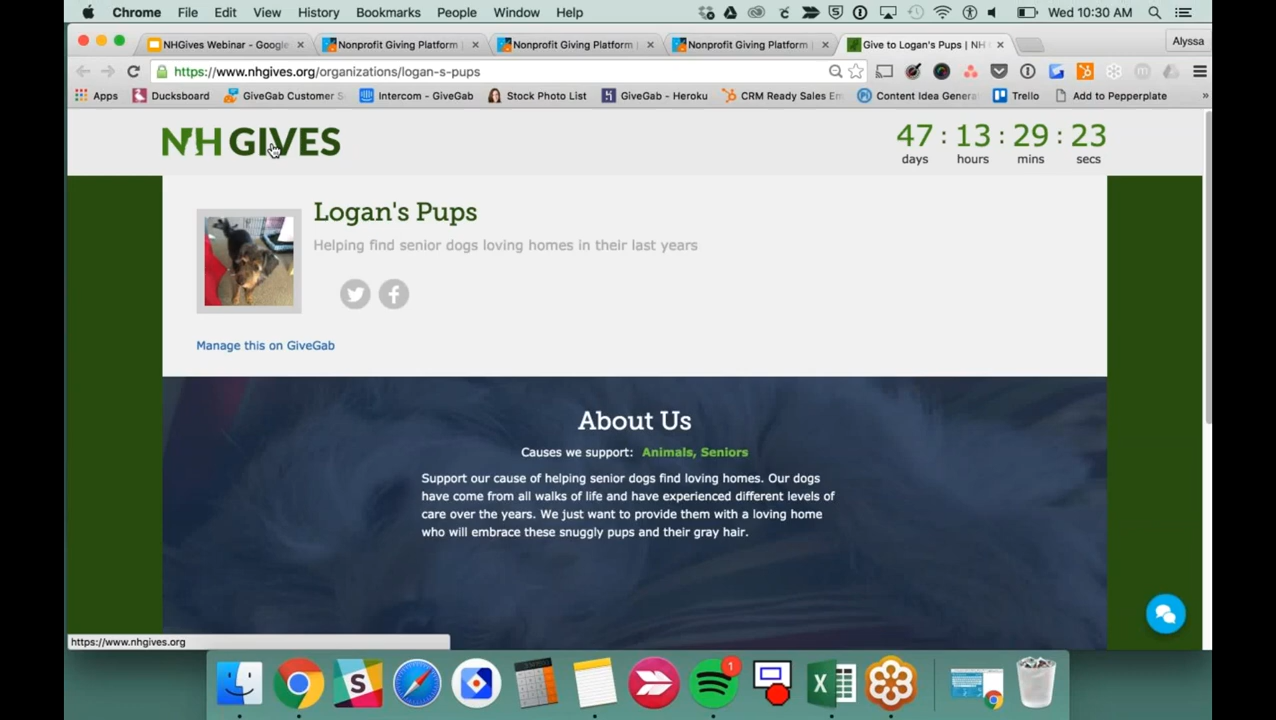 Chrome File Edit View History Bookmarks People Window Help Wed 10:30 AM
NHGives Webinar - Google Nonprofit Giving Platform Nonprofit Giving Platform Nonprofit Giving Platform Give to Logan's Pups | NH Alyssa
https://www.nhgives.org/organizations/logan-s-pups
Apps Ducksboard GiveGab Customer S Intercom - GiveGab Stock Photo List GiveGab - Heroku CRM Ready Sales Em Content Idea Genera Trello Add to Pepperplate »
NH GIVES
47 : 13 : 29 : 23
days hours mins secs
Logan's Pups
Helping find senior dogs loving homes in their last years
Manage this on GiveGab
About Us
Causes we support: Animals, Seniors
Support our cause of helping senior dogs find loving homes. Our dogs
have come from all walks of life and have experienced different levels of
care over the years. We just want to provide them with a loving home
who will embrace these snuggly pups and their gray hair.
https://www.nhgives.org
1